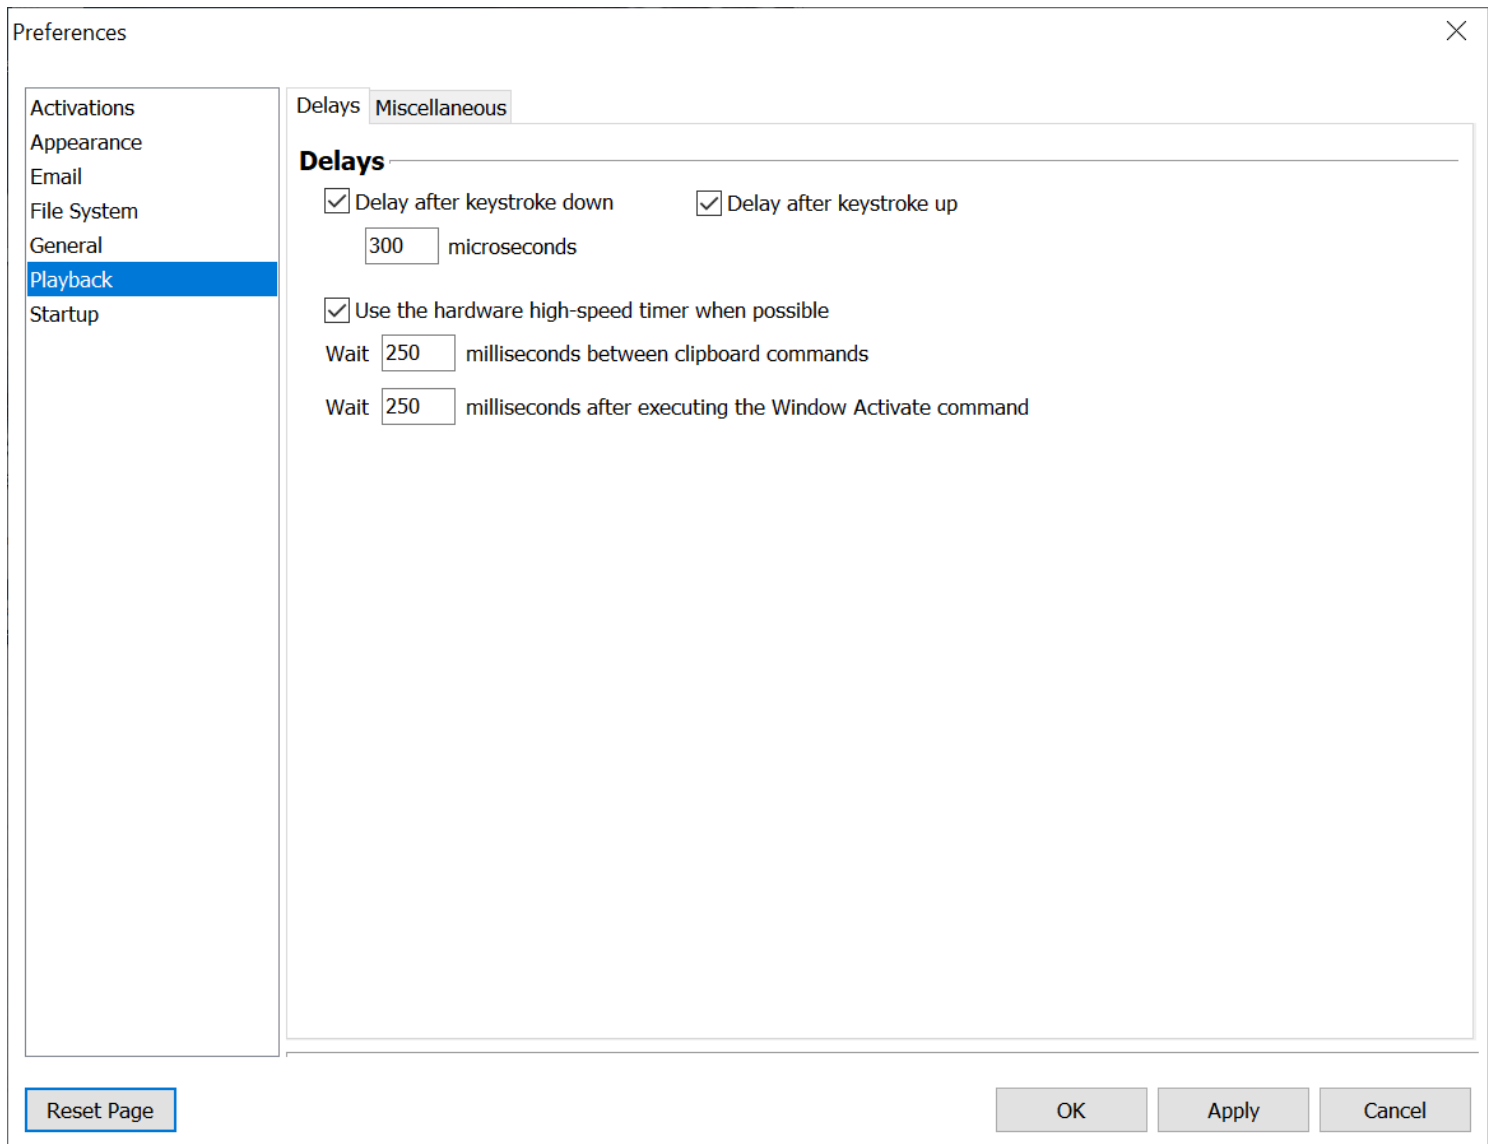 Preferences
Activations
Appearance
Email
File System
General
Playback
Startup
Delays Miscellaneous
Delays
Delay after keystroke down Delay after keystroke up
300 microseconds
Use the hardware high-speed timer when possible
Wait 250 milliseconds between clipboard commands
Wait 250 milliseconds after executing the Window Activate command
Reset Page OK Apply Cancel